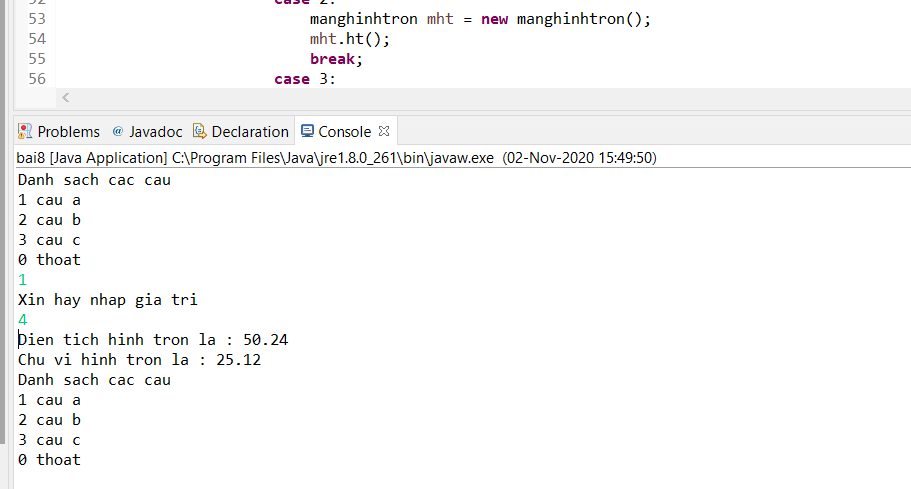 52 case 2:
53 manghinhtron mht = new manghinhtron();
54 mht.ht();
55 break;
56 case 3:
Problems @ Javadoc Declaration Console
bai8 [Java Application] C:\Program Files\Java\jre1.8.0_261\bin\javaw.exe (02-Nov-2020 15:49:50)
Danh sach cac cau
1 cau a
2 cau b
3 cau c
0 thoat
1
Xin hay nhap gia tri
4
Dien tich hinh tron la : 50.24
Chu vi hinh tron la : 25.12
Danh sach cac cau
1 cau a
2 cau b
3 cau c
0 thoat